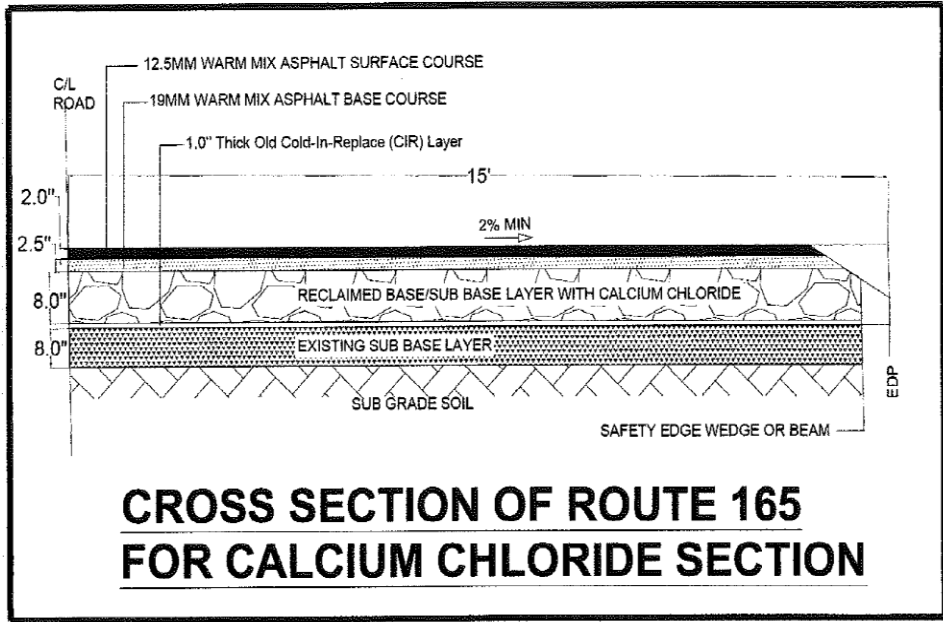 12.5MM WARM MIX ASPHALT SURFACE COURSE
C/L
ROAD
19MM WARM MIX ASPHALT BASE COURSE
1.0" Thick Old Cold-In-Replace (CIR) Layer
15'
2.0"
2% MIN
2.5"
8.0"
RECLAIMED BASE/SUB BASE LAYER WITH CALCIUM CHLORIDE
8.0"
EXISTING SUB BASE LAYER
EDP
SUB GRADE SOIL
SAFETY EDGE WEDGE OR BEAM
CROSS SECTION OF ROUTE 165
FOR CALCIUM CHLORIDE SECTION